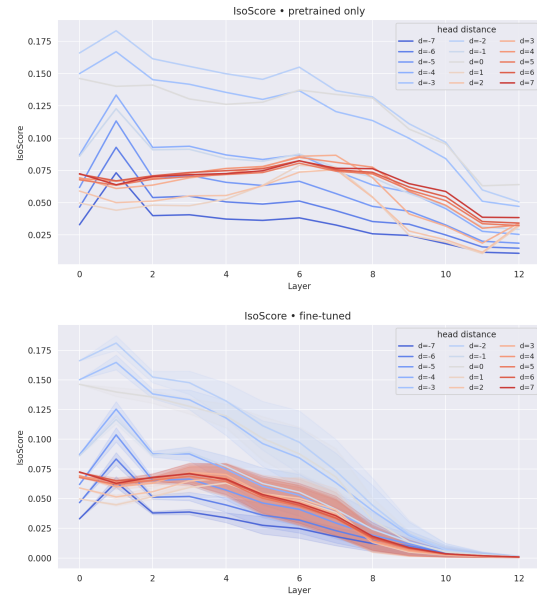 IsoScore • pretrained only
head distance
d=-7 d=-2 d=3
d=-6 d=-1 d=4
d=-5 d=0 d=5
d=-4 d=1 d=6
d=-3 d=2 d=7
IsoScore
0.175
0.150
0.125
0.100
0.075
0.050
0.025
0 2 4 6 8 10 12
Layer
IsoScore • fine-tuned
head distance
d=-7 d=-2 d=3
d=-6 d=-1 d=4
d=-5 d=0 d=5
d=-4 d=1 d=6
d=-3 d=2 d=7
IsoScore
0.175
0.150
0.125
0.100
0.075
0.050
0.025
0.000
0 2 4 6 8 10 12
Layer